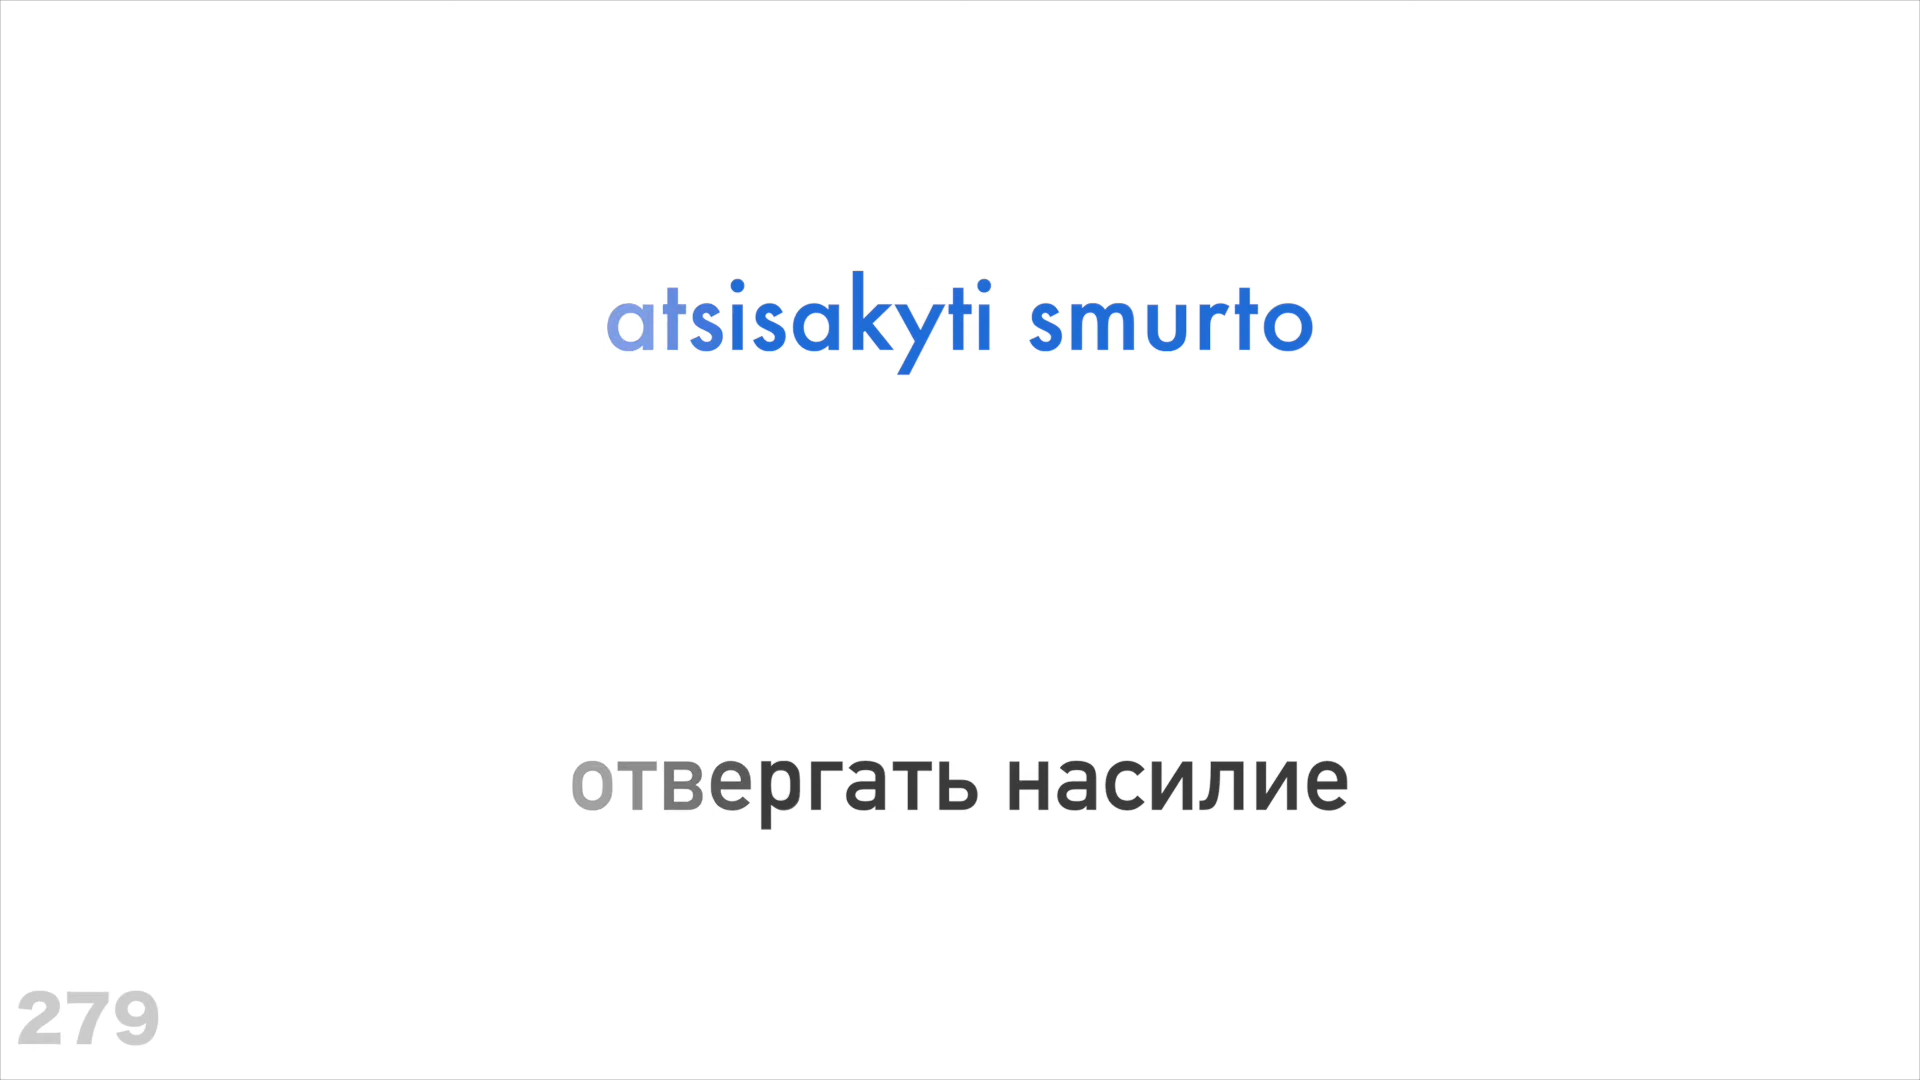 atsisakyti smurto
отвергать насилие
279